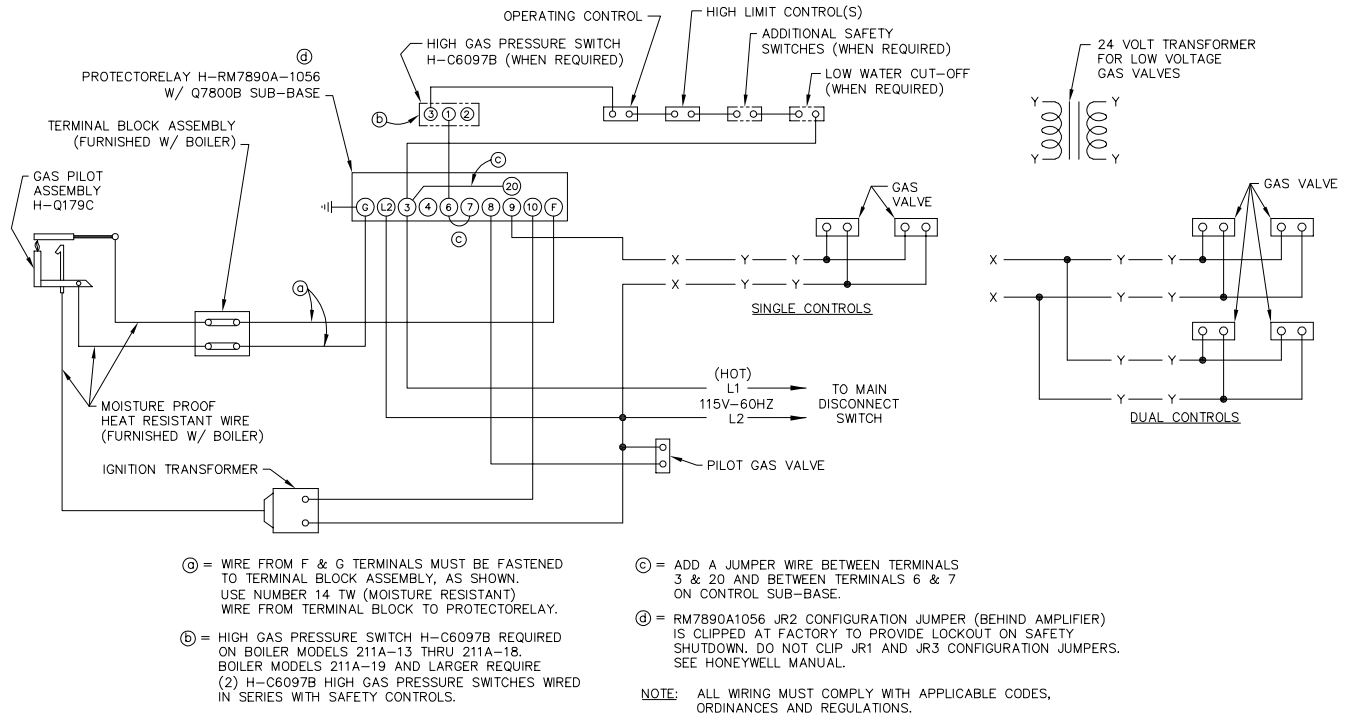 OPERATING CONTROL
HIGH LIMIT CONTROL(S)
ADDITIONAL SAFETY
SWITCHES (WHEN REQUIRED)
LOW WATER CUT-OFF
(WHEN REQUIRED)
HIGH GAS PRESSURE SWITCH
H-C6097B (WHEN REQUIRED)
d
PROTECTORELAY H-RM7890A-1056
W/ Q7800B SUB-BASE
TERMINAL BLOCK ASSEMBLY
(FURNISHED W/ BOILER)
GAS PILOT
ASSEMBLY
H-Q179C
24 VOLT TRANSFORMER
FOR LOW VOLTAGE
GAS VALVES
Y Y
Y Y
b
3 1 2
c
20
G L2 3 4 6 7 8 9 10 F
c
a
GAS
VALVE
X Y Y
X Y Y
SINGLE CONTROLS
GAS VALVE
X Y Y
X Y Y
Y Y
Y Y
DUAL CONTROLS
(HOT)
L1
115V-60HZ
L2
TO MAIN
DISCONNECT
SWITCH
MOISTURE PROOF
HEAT RESISTANT WIRE
(FURNISHED W/ BOILER)
IGNITION TRANSFORMER
PILOT GAS VALVE
a = WIRE FROM F & G TERMINALS MUST BE FASTENED
TO TERMINAL BLOCK ASSEMBLY, AS SHOWN.
USE NUMBER 14 TW (MOISTURE RESISTANT)
WIRE FROM TERMINAL BLOCK TO PROTECTORELAY.
b = HIGH GAS PRESSURE SWITCH H-C6097B REQUIRED
ON BOILER MODELS 211A-13 THRU 211A-18.
BOILER MODELS 211A-19 AND LARGER REQUIRE
(2) H-C6097B HIGH GAS PRESSURE SWITCHES WIRED
IN SERIES WITH SAFETY CONTROLS.
c = ADD A JUMPER WIRE BETWEEN TERMINALS
3 & 20 AND BETWEEN TERMINALS 6 & 7
ON CONTROL SUB-BASE.
d = RM7890A1056 JR2 CONFIGURATION JUMPER (BEHIND AMPLIFIER)
IS CLIPPED AT FACTORY TO PROVIDE LOCKOUT ON SAFETY
SHUTDOWN. DO NOT CLIP JR1 AND JR3 CONFIGURATION JUMPERS.
SEE HONEYWELL MANUAL.
NOTE: ALL WIRING MUST COMPLY WITH APPLICABLE CODES,
ORDINANCES AND REGULATIONS.